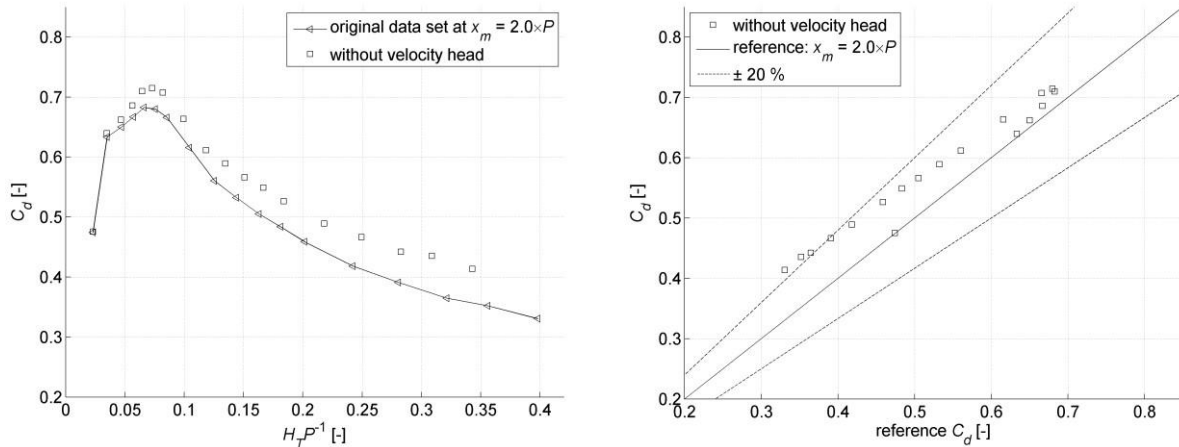 0.8
0.7
0.6
0.5
0.4
0.3
0.2
C_d [-]
original data set at x_m = 2.0×P
without velocity head
0 0.05 0.1 0.15 0.2 0.25 0.3 0.35 0.4
H_T P^-1 [-]
0.8
0.7
0.6
0.5
0.4
0.3
0.2
C_d [-]
without velocity head
reference: x_m = 2.0×P
± 20 %
0.2 0.3 0.4 0.5 0.6 0.7 0.8
reference C_d [-]